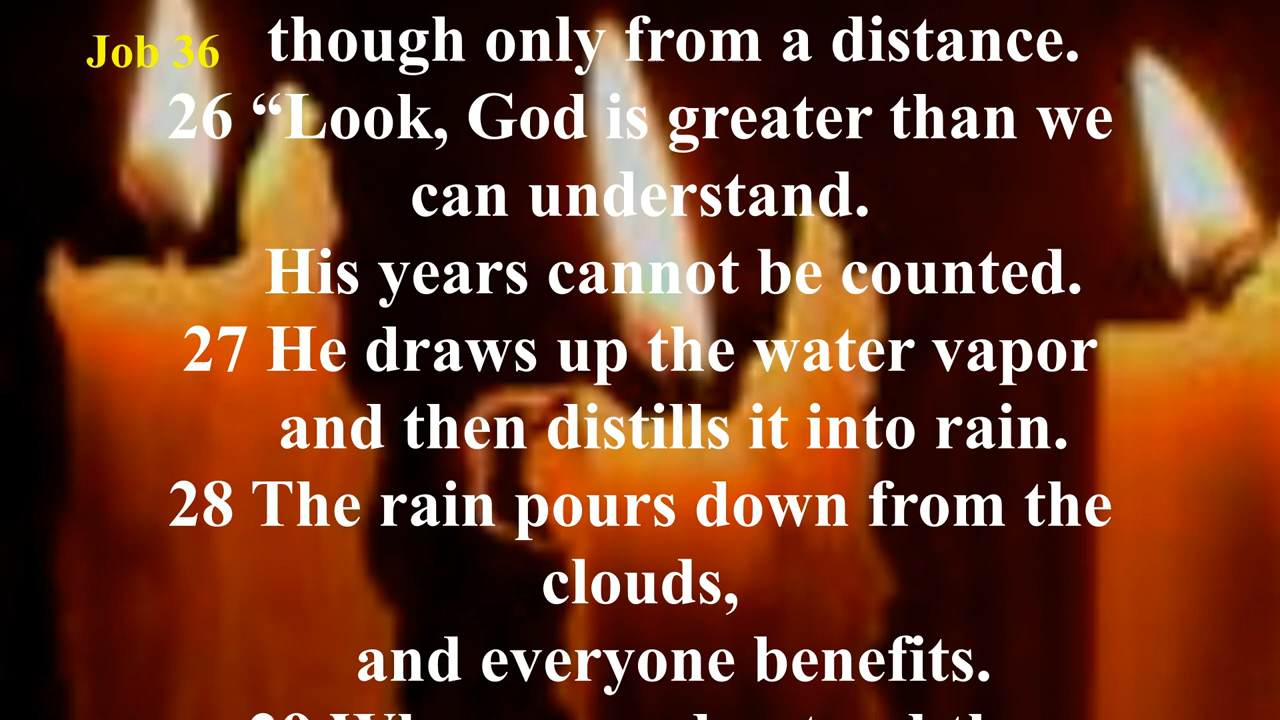 Job 36
though only from a distance.
26 “Look, God is greater than we
can understand.
His years cannot be counted.
27 He draws up the water vapor
and then distills it into rain.
28 The rain pours down from the
clouds,
and everyone benefits.